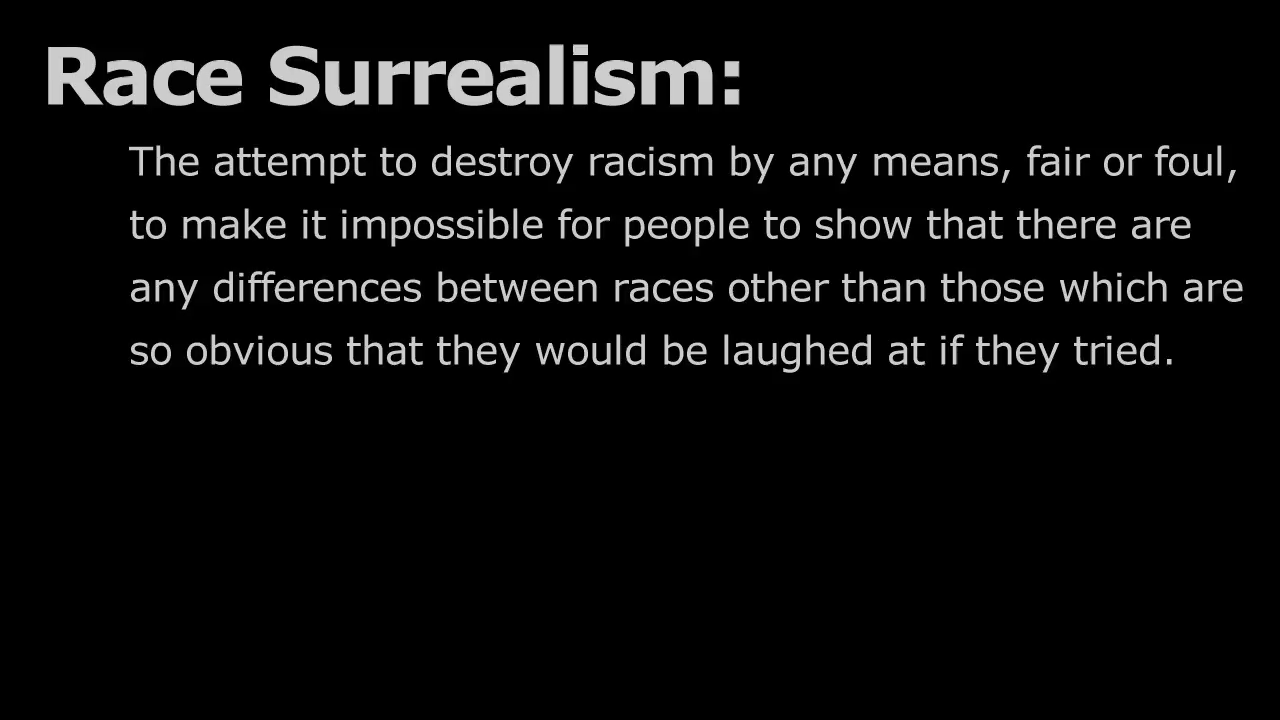 Race Surrealism:
The attempt to destroy racism by any means, fair or foul,
to make it impossible for people to show that there are
any differences between races other than those which are
so obvious that they would be laughed at if they tried.